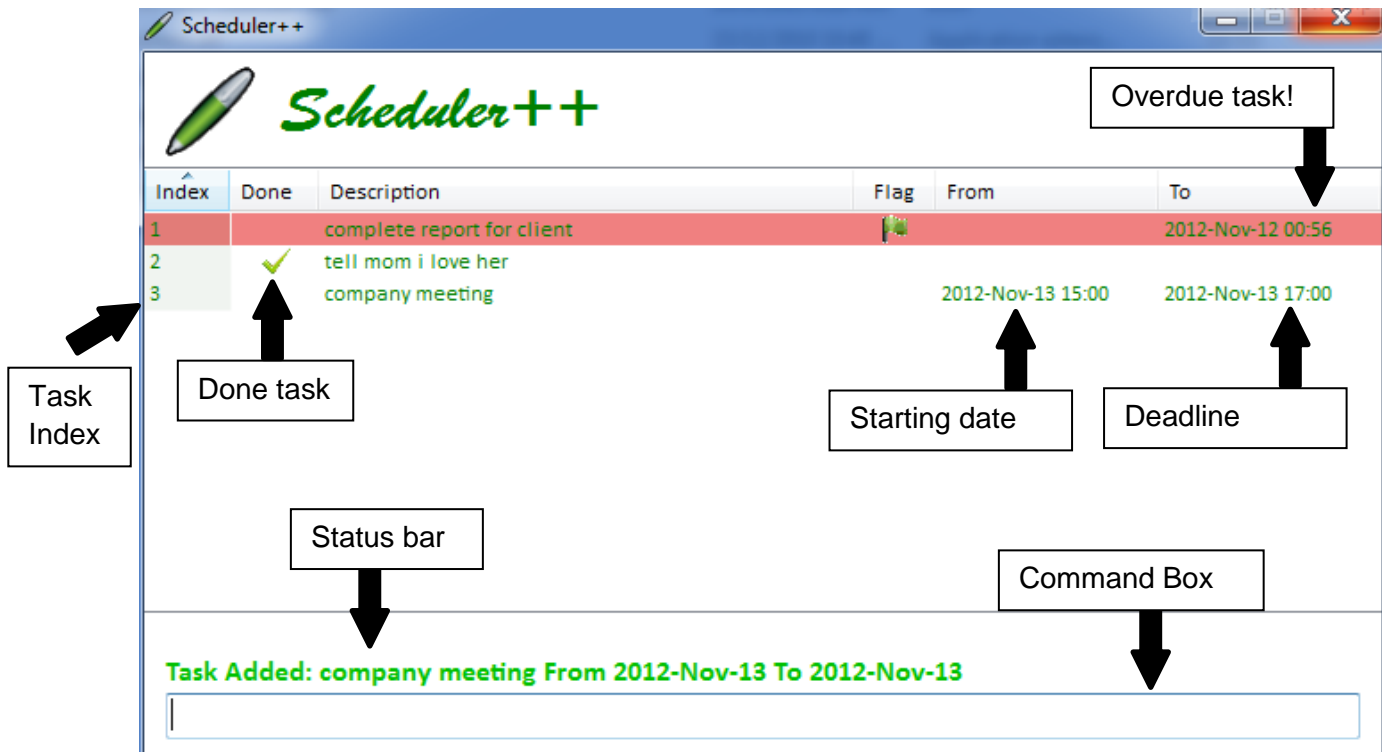 Scheduler++
Scheduler++
Overdue task!
Index Done Description Flag From To
1 complete report for client 2012-Nov-12 00:56
2 tell mom i love her
3 company meeting 2012-Nov-13 15:00 2012-Nov-13 17:00
Task
Index
Done task
Starting date
Deadline
Status bar
Command Box
Task Added: company meeting From 2012-Nov-13 To 2012-Nov-13